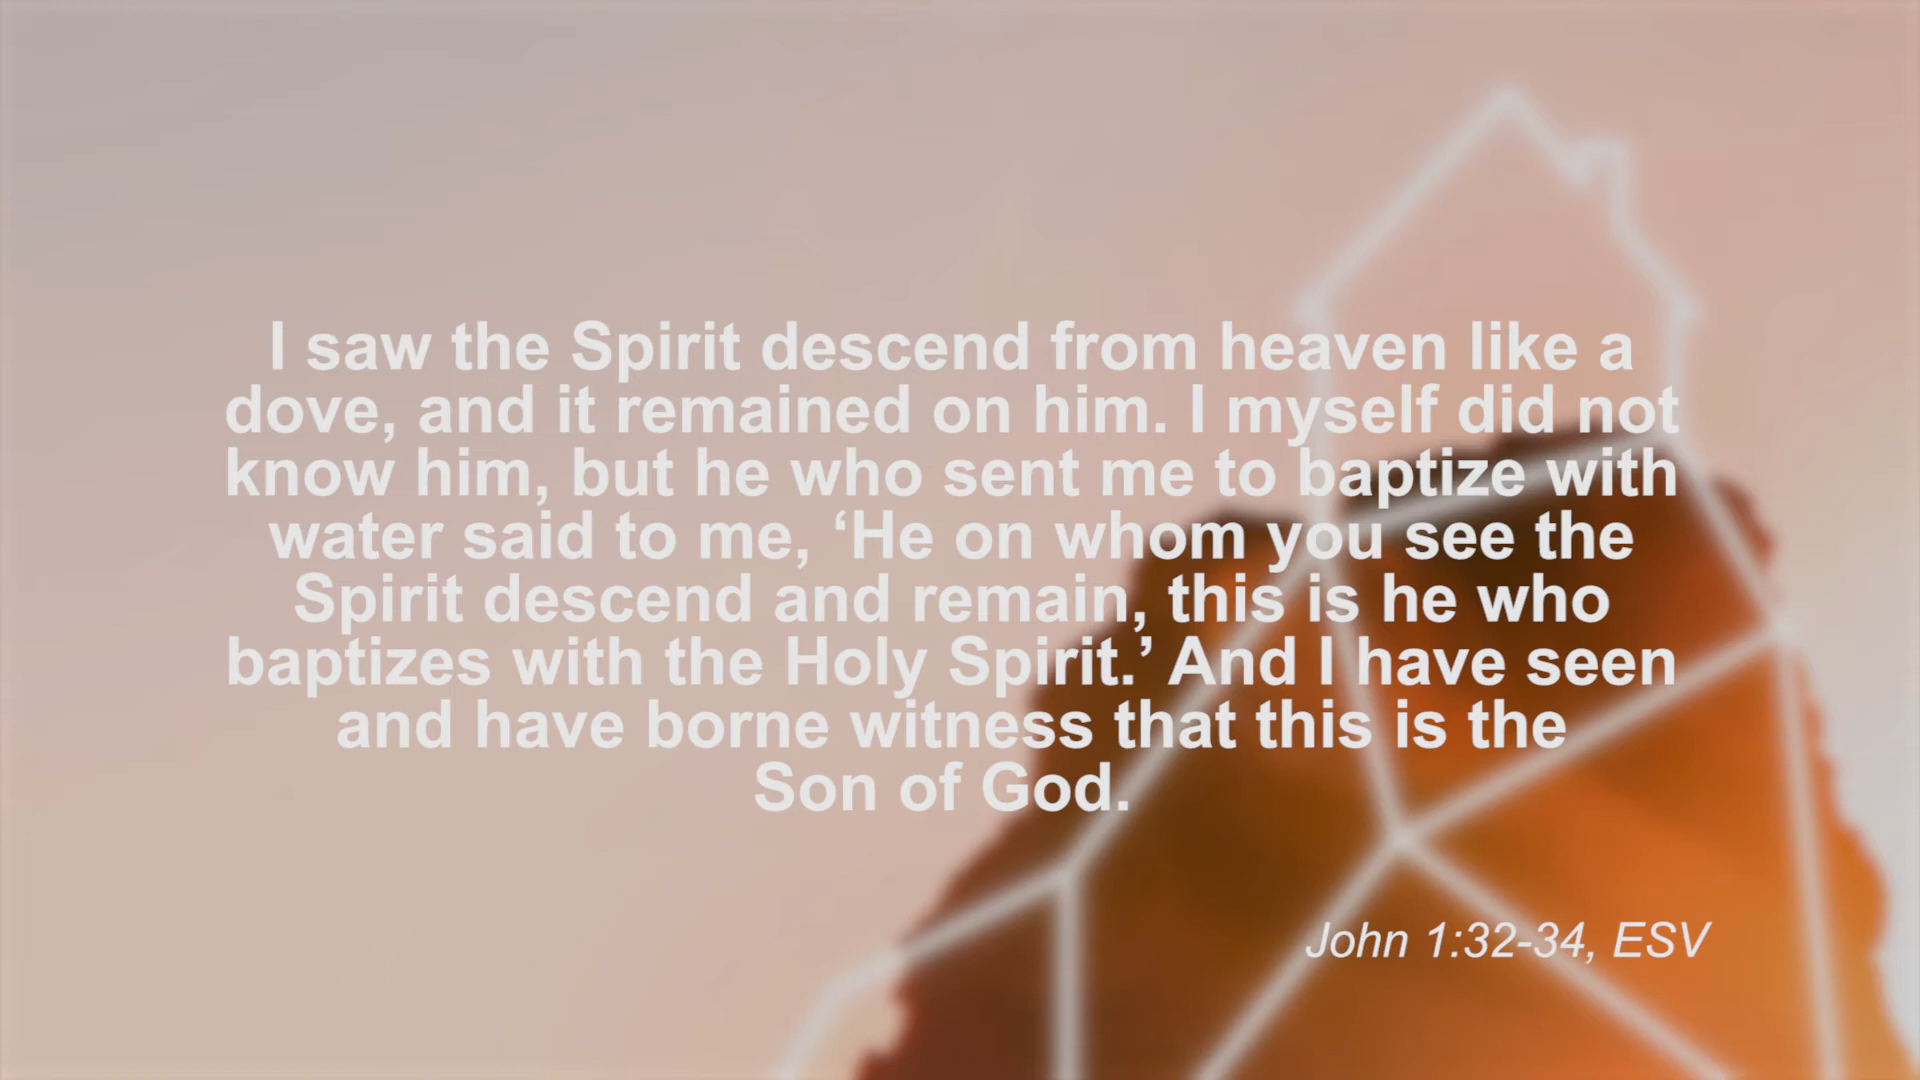 I saw the Spirit descend from heaven like a
dove, and it remained on him. I myself did not
know him, but he who sent me to baptize with
water said to me, ‘He on whom you see the
Spirit descend and remain, this is he who
baptizes with the Holy Spirit.’ And I have seen
and have borne witness that this is the
Son of God.
John 1:32-34, ESV